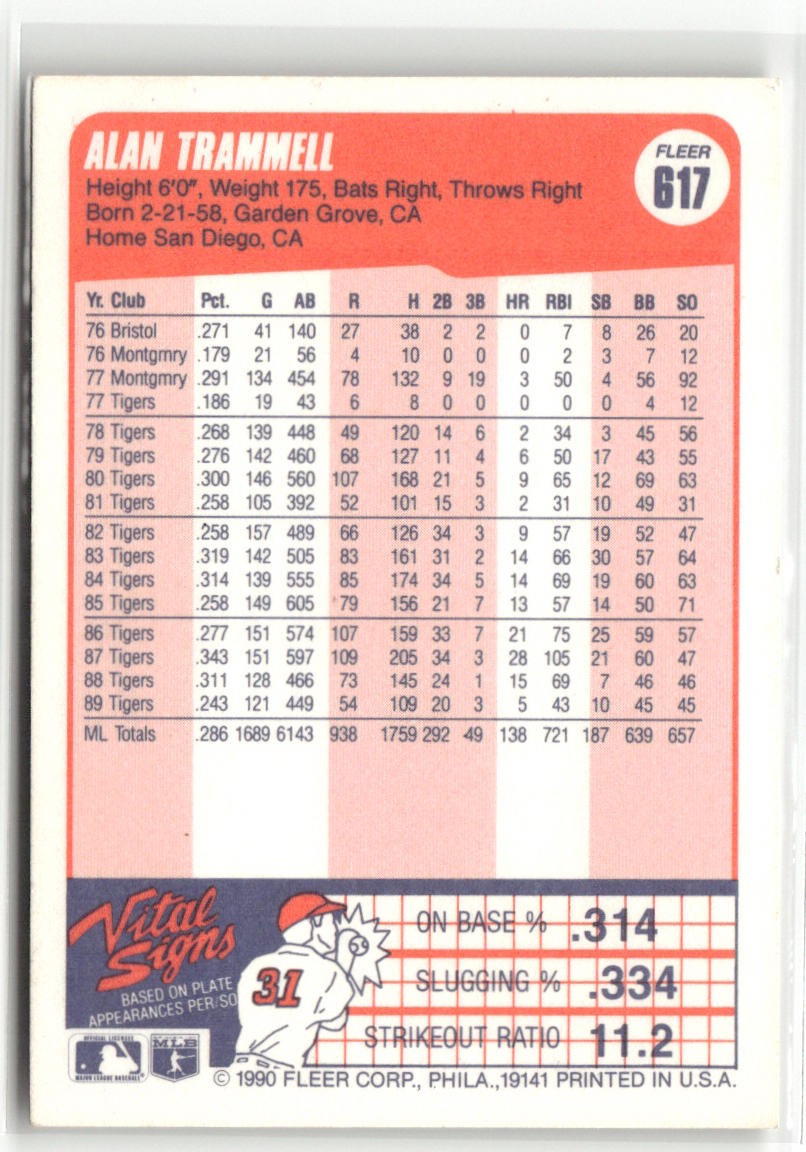 ALAN TRAMMELL
FLEER
617
Height 6'0", Weight 175, Bats Right, Throws Right
Born 2-21-58, Garden Grove, CA
Home San Diego, CA
Yr. Club Pct. G AB R H 2B 3B HR RBI SB BB SO
76 Bristol .271 41 140 27 38 2 2 0 7 8 26 20
76 Montgmry .179 21 56 4 10 0 0 0 2 3 7 12
77 Montgmry .291 134 454 78 132 9 19 3 50 4 56 92
77 Tigers .186 19 43 6 8 0 0 0 0 0 4 12
78 Tigers .268 139 448 49 120 14 6 2 34 3 45 56
79 Tigers .276 142 460 68 127 11 4 6 50 17 43 55
80 Tigers .300 146 560 107 168 21 5 9 65 12 69 63
81 Tigers .258 105 392 52 101 15 3 2 31 10 49 31
82 Tigers .258 157 489 66 126 34 3 9 57 19 52 47
83 Tigers .319 142 505 83 161 31 2 14 66 30 57 64
84 Tigers .314 139 555 85 174 34 5 14 69 19 60 63
85 Tigers .258 149 605 79 156 21 7 13 57 14 50 71
86 Tigers .277 151 574 107 159 33 7 21 75 25 59 57
87 Tigers .343 151 597 109 205 34 3 28 105 21 60 47
88 Tigers .311 128 466 73 145 24 1 15 69 7 46 46
89 Tigers .243 121 449 54 109 20 3 5 43 10 45 45
ML Totals .286 1689 6143 938 1759 292 49 138 721 187 639 657
Vital
Signs
BASED ON PLATE
APPEARANCES PER/SO
31
ON BASE % .314
SLUGGING % .334
STRIKEOUT RATIO 11.2
OFFICIAL LICENSEE
MAJOR LEAGUE BASEBALL®
MLB
© 1990 FLEER CORP., PHILA.,19141 PRINTED IN U.S.A.